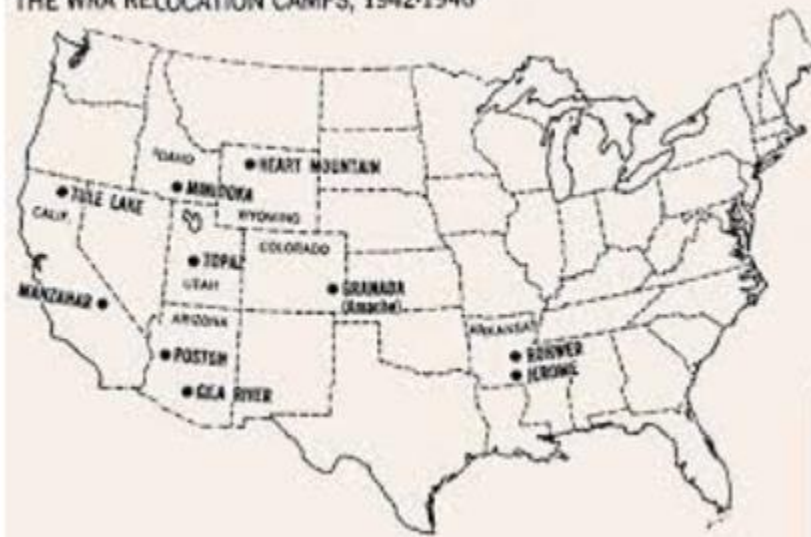 THE WRA RELOCATION CAMPS, 1942-1946
IDAHO
HEART MOUNTAIN
MINIDOKA
TULE LAKE
WYOMING
CALIF.
COLORADO
TOPAZ
UTAH
GRANADA
(Amache)
MANZANAR
ARIZONA
ARKANSAS
POSTON
ROHWER
JEROME
GILA RIVER